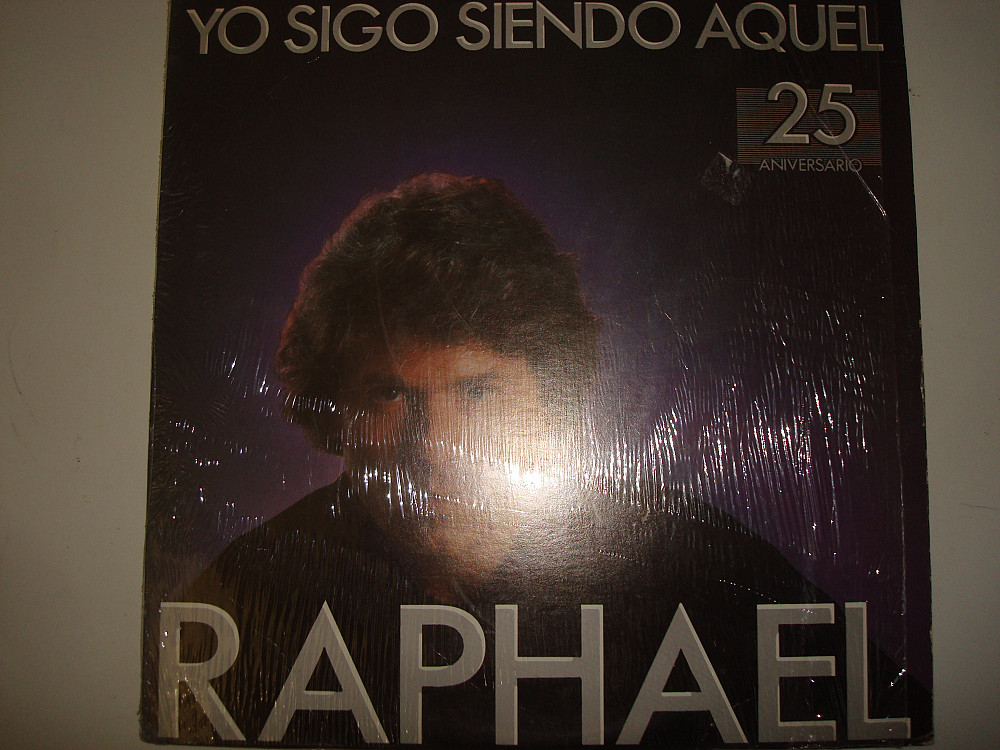 YO SIGO SIENDO AQUEL
25
ANIVERSARIO
RAPHAEL